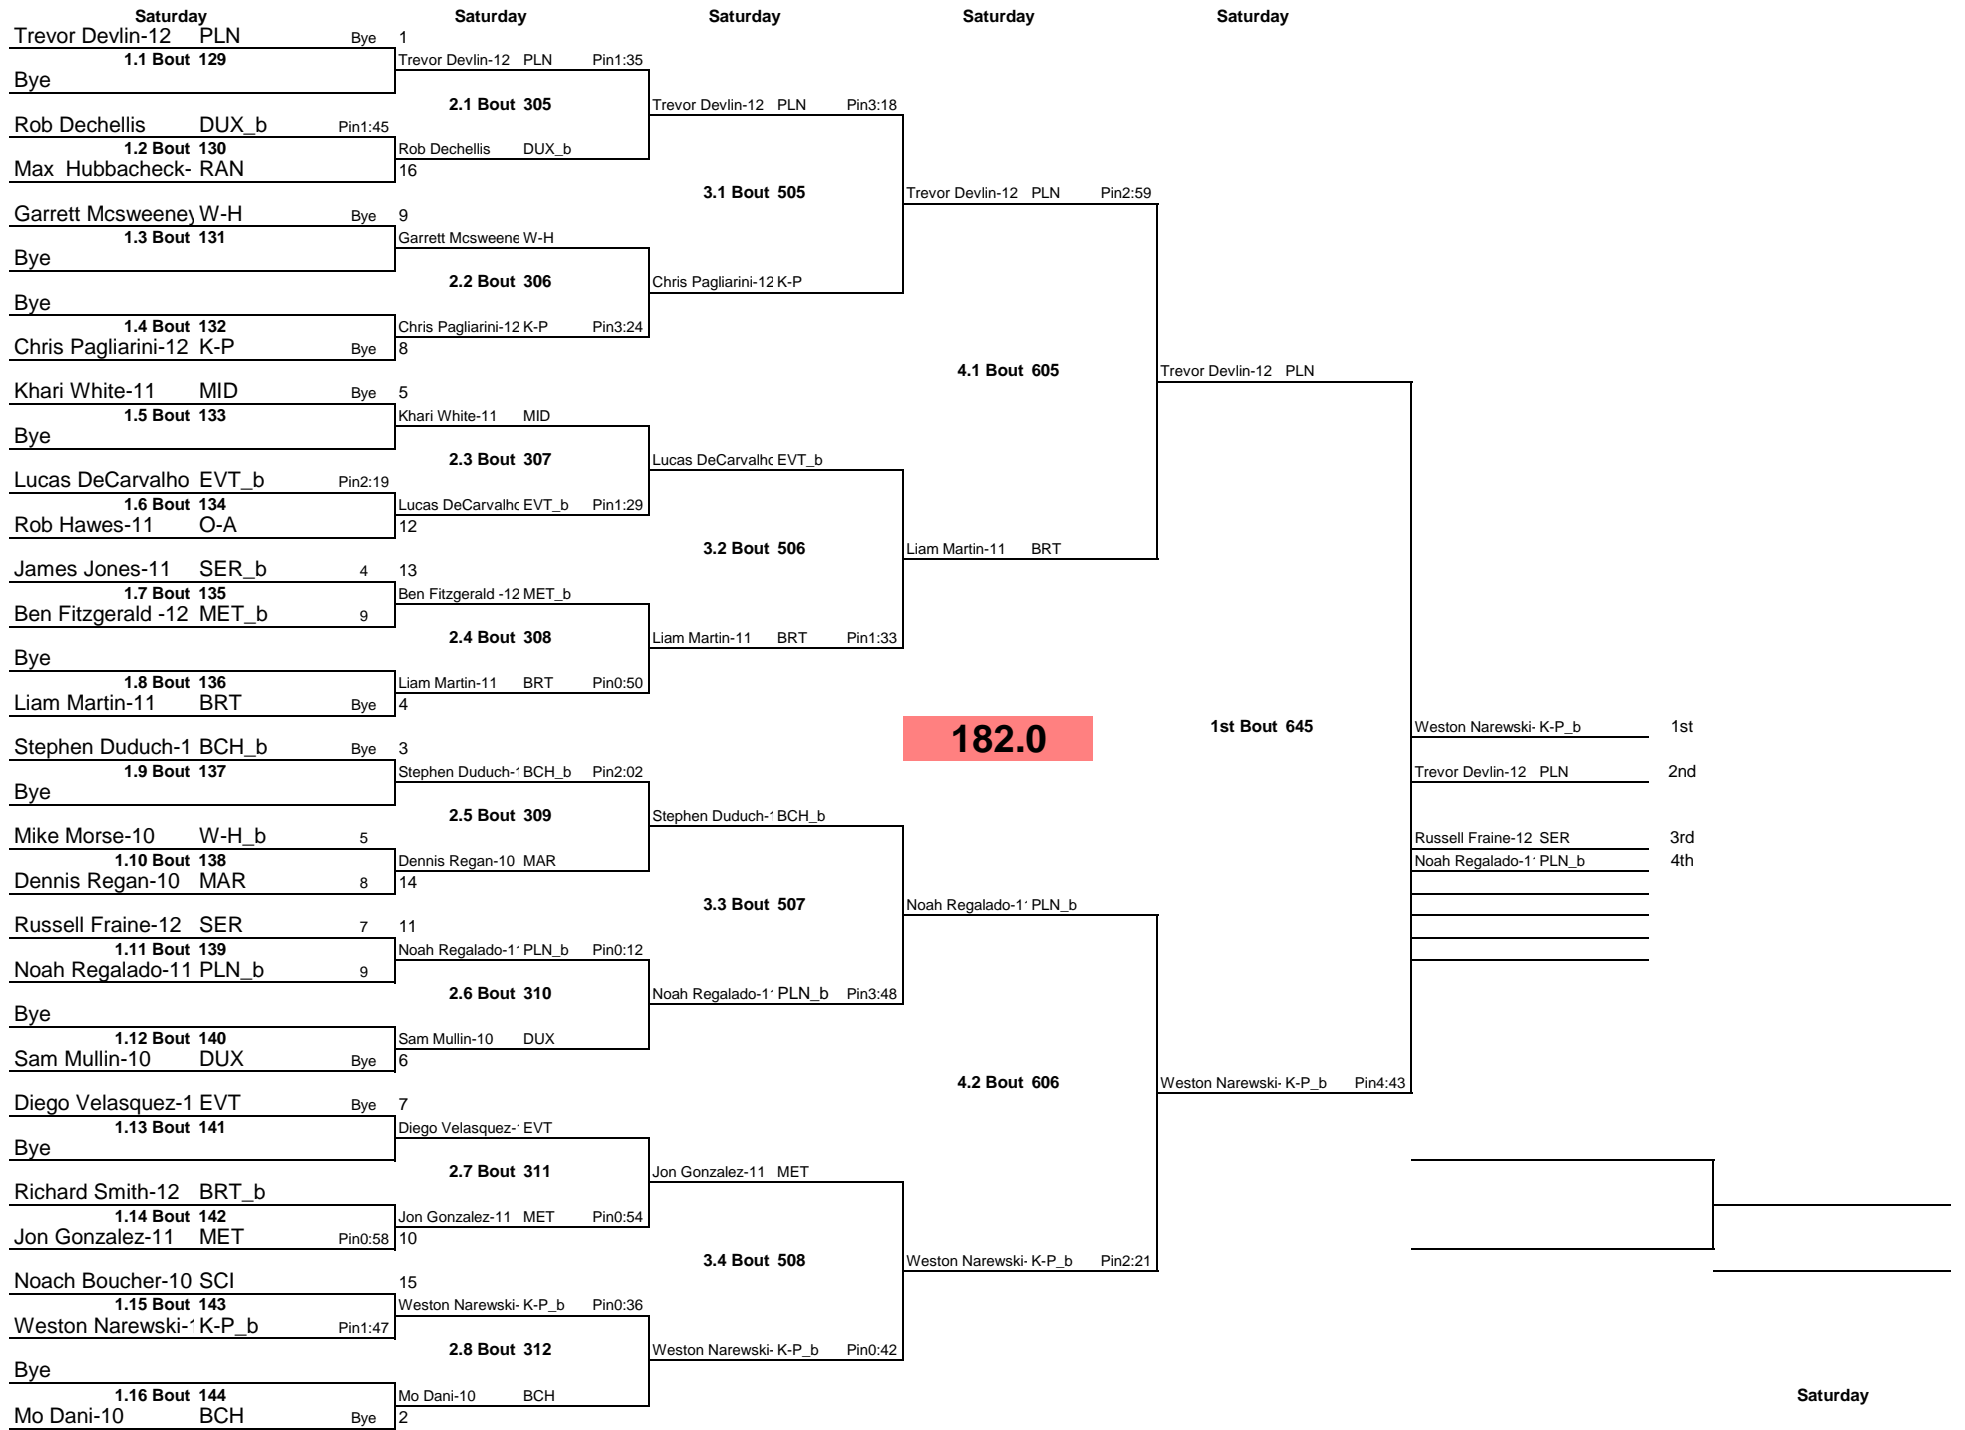 Saturday Saturday Saturday Saturday Saturday
Trevor Devlin-12 PLN Bye 1
1.1 Bout 129 Trevor Devlin-12 PLN Pin1:35
Bye
2.1 Bout 305 Trevor Devlin-12 PLN Pin3:18
Rob Dechellis DUX_b Pin1:45
1.2 Bout 130 Rob Dechellis DUX_b
Max Hubbacheck- RAN 16
3.1 Bout 505 Trevor Devlin-12 PLN Pin2:59
Garrett Mcsweeney W-H Bye 9
1.3 Bout 131 Garrett Mcsweene W-H
Bye
2.2 Bout 306 Chris Pagliarini-12 K-P
Bye
1.4 Bout 132 Chris Pagliarini-12 K-P Pin3:24
Chris Pagliarini-12 K-P Bye 8
4.1 Bout 605 Trevor Devlin-12 PLN
Khari White-11 MID Bye 5
1.5 Bout 133 Khari White-11 MID
Bye
2.3 Bout 307 Lucas DeCarvalho EVT_b
Lucas DeCarvalho EVT_b Pin2:19
1.6 Bout 134 Lucas DeCarvalho EVT_b Pin1:29
Rob Hawes-11 O-A 12
3.2 Bout 506 Liam Martin-11 BRT
James Jones-11 SER_b 4 13
1.7 Bout 135 Ben Fitzgerald -12 MET_b
Ben Fitzgerald -12 MET_b 9
2.4 Bout 308 Liam Martin-11 BRT Pin1:33
Bye
1.8 Bout 136 Liam Martin-11 BRT Pin0:50
Liam Martin-11 BRT Bye 4
182.0 1st Bout 645 Weston Narewski- K-P_b 1st
Stephen Duduch-1 BCH_b Bye 3
1.9 Bout 137 Stephen Duduch-1 BCH_b Pin2:02 Trevor Devlin-12 PLN 2nd
Bye
2.5 Bout 309 Stephen Duduch-1 BCH_b
Mike Morse-10 W-H_b 5 Russell Fraine-12 SER 3rd
1.10 Bout 138 Dennis Regan-10 MAR Noah Regalado-11 PLN_b 4th
Dennis Regan-10 MAR 8 14
3.3 Bout 507 Noah Regalado-11 PLN_b
Russell Fraine-12 SER 7 11
1.11 Bout 139 Noah Regalado-11 PLN_b Pin0:12
Noah Regalado-11 PLN_b 9
2.6 Bout 310 Noah Regalado-11 PLN_b Pin3:48
Bye
1.12 Bout 140 Sam Mullin-10 DUX
Sam Mullin-10 DUX Bye 6
4.2 Bout 606 Weston Narewski- K-P_b Pin4:43
Diego Velasquez-1 EVT Bye 7
1.13 Bout 141 Diego Velasquez-1 EVT
Bye
2.7 Bout 311 Jon Gonzalez-11 MET
Richard Smith-12 BRT_b
1.14 Bout 142 Jon Gonzalez-11 MET Pin0:54
Jon Gonzalez-11 MET Pin0:58 10
3.4 Bout 508 Weston Narewski- K-P_b Pin2:21
Noach Boucher-10 SCI 15
1.15 Bout 143 Weston Narewski- K-P_b Pin0:36
Weston Narewski-1 K-P_b Pin1:47
2.8 Bout 312 Weston Narewski- K-P_b Pin0:42
Bye
1.16 Bout 144 Mo Dani-10 BCH Saturday
Mo Dani-10 BCH Bye 2